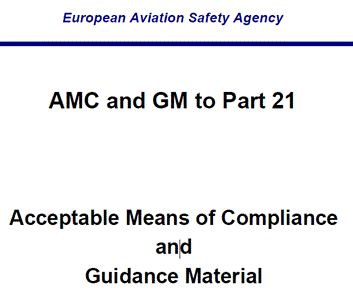 European Aviation Safety Agency
AMC and GM to Part 21
Acceptable Means of Compliance
and
Guidance Material